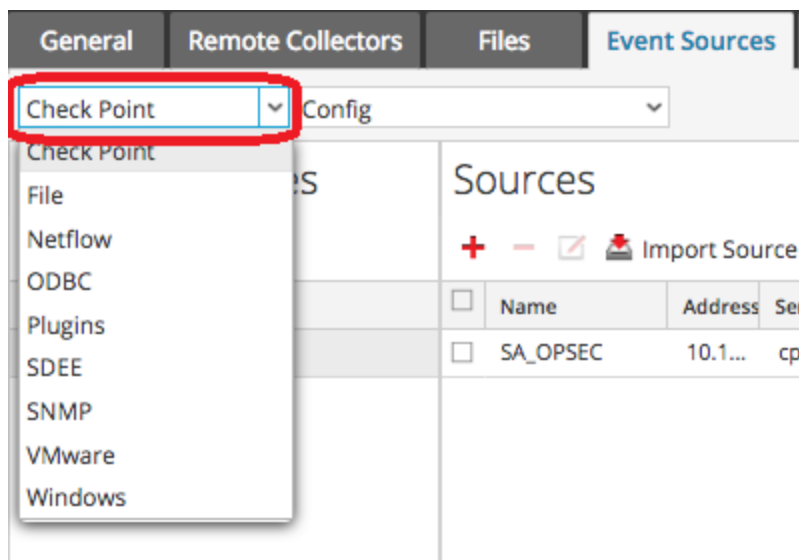 General Remote Collectors Files Event Sources
Check Point Config
Check Point
File
Netflow
ODBC
Plugins
SDEE
SNMP
VMware
Windows
Sources
Import Source
Name Address
SA_OPSEC 10.1...